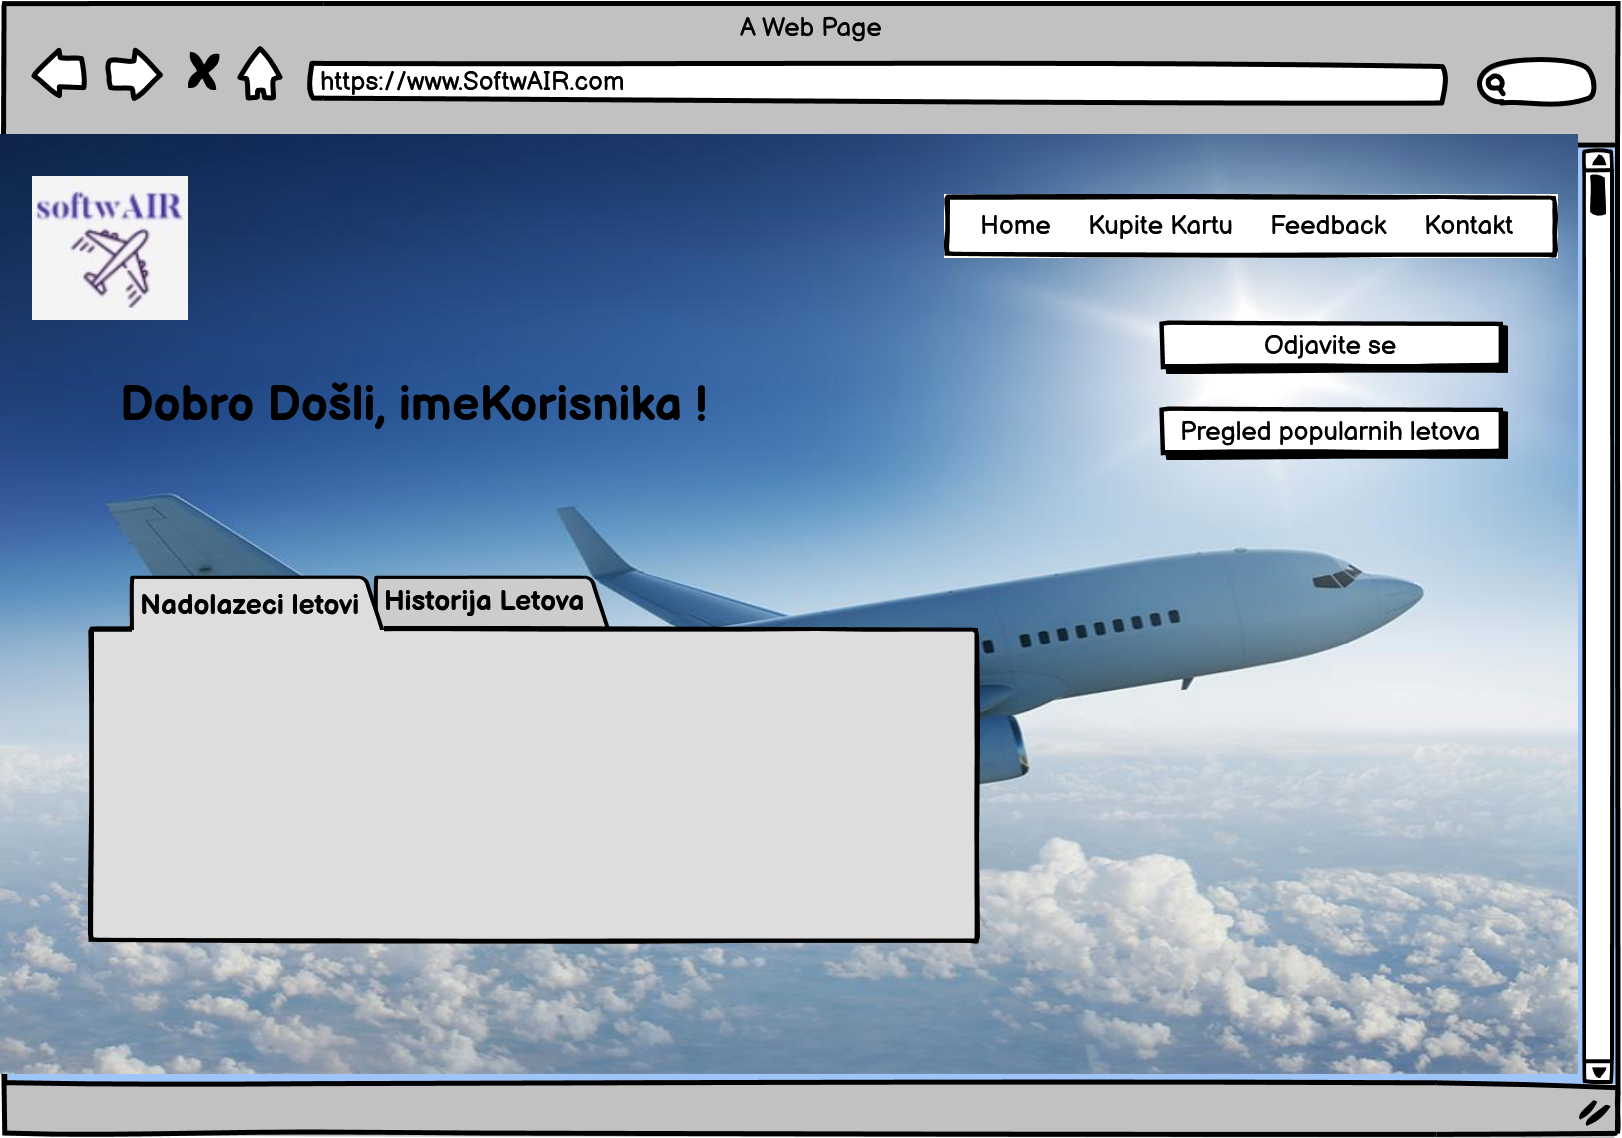 A Web Page
https://www.SoftwAIR.com
softwAIR
Home Kupite Kartu Feedback Kontakt
Odjavite se
Dobro Došli, imeKorisnika !
Pregled popularnih letova
Nadolazeci letovi Historija Letova